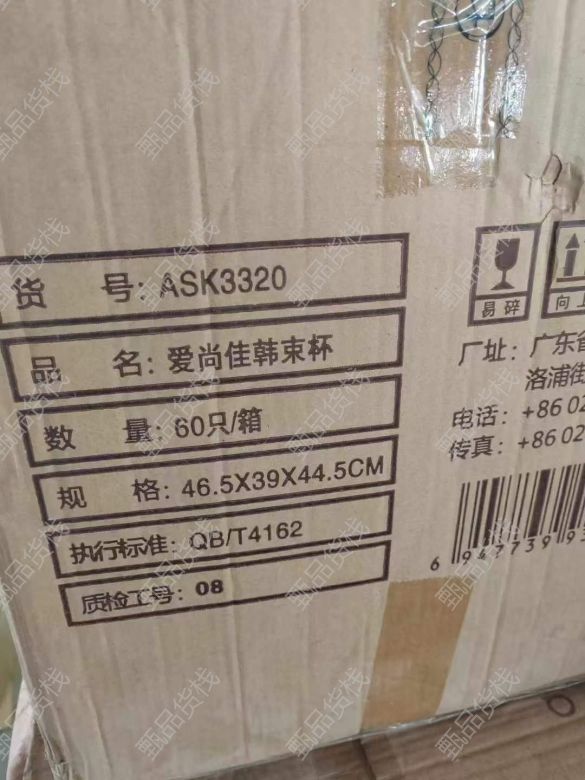 货 号: ASK3320
品 名: 爱尚佳韩束杯
数 量: 60只/箱
规 格: 46.5X39X44.5CM
执行标准: QB/T4162
质检工号: 08
易碎
向上
厂址: 广东省
洛浦街
电话: +86 02
传真: +86 02
6 947739 93
甄品货栈